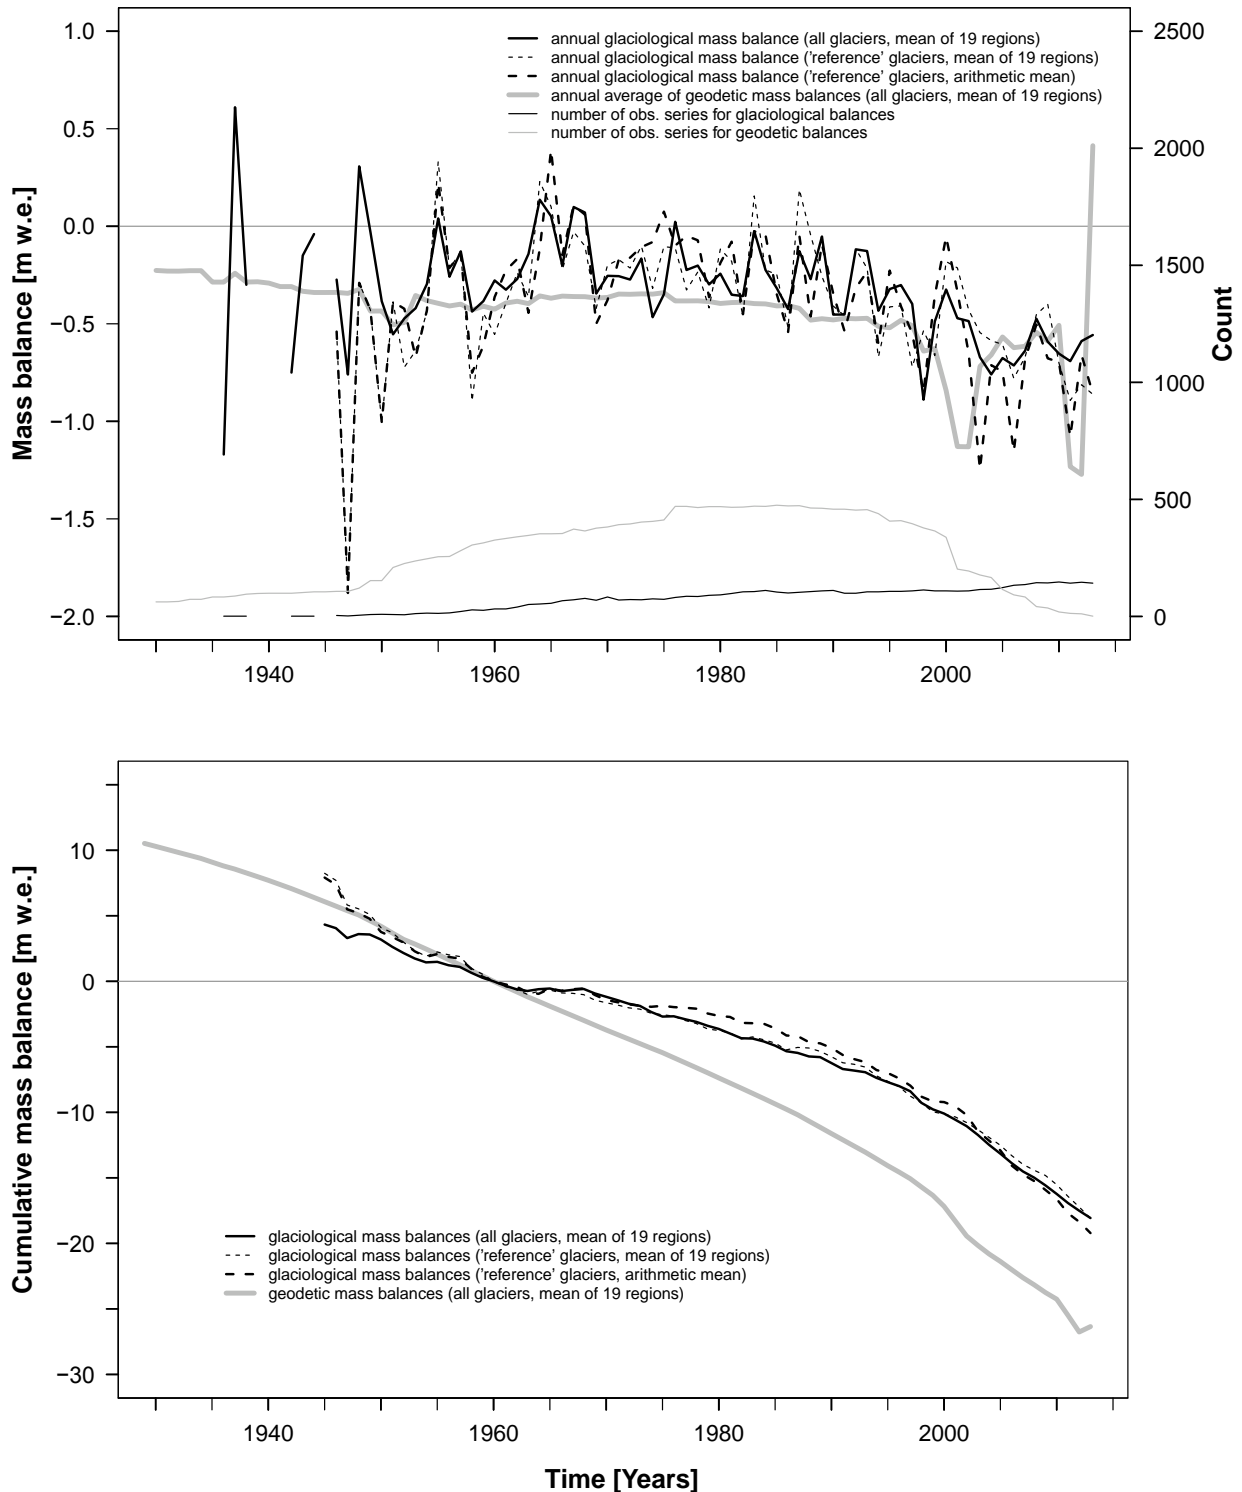 annual glaciological mass balance (all glaciers, mean of 19 regions)
annual glaciological mass balance ('reference' glaciers, mean of 19 regions)
annual glaciological mass balance ('reference' glaciers, arithmetic mean)
annual average of geodetic mass balances (all glaciers, mean of 19 regions)
number of obs. series for glaciological balances
number of obs. series for geodetic balances
Mass balance [m w.e.]
1.0
0.5
0.0
−0.5
−1.0
−1.5
−2.0
2500
2000
1500
1000
500
0
Count
1940 1960 1980 2000
Cumulative mass balance [m w.e.]
10
0
−10
−20
−30
glaciological mass balances (all glaciers, mean of 19 regions)
glaciological mass balances ('reference' glaciers, mean of 19 regions)
glaciological mass balances ('reference' glaciers, arithmetic mean)
geodetic mass balances (all glaciers, mean of 19 regions)
1940 1960 1980 2000
Time [Years]